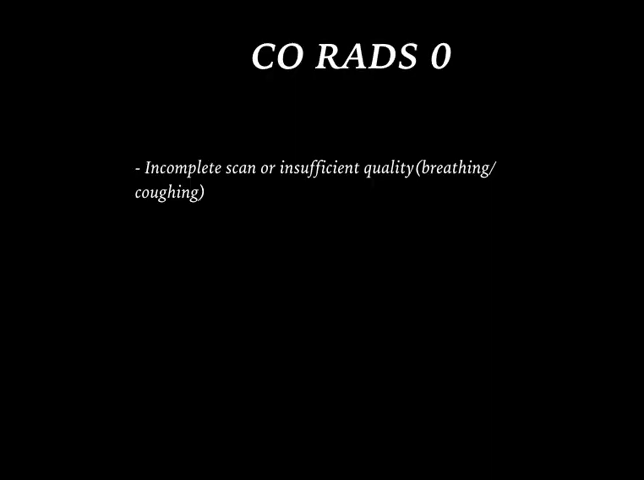 CO RADS 0
- Incomplete scan or insufficient quality(breathing/
coughing)